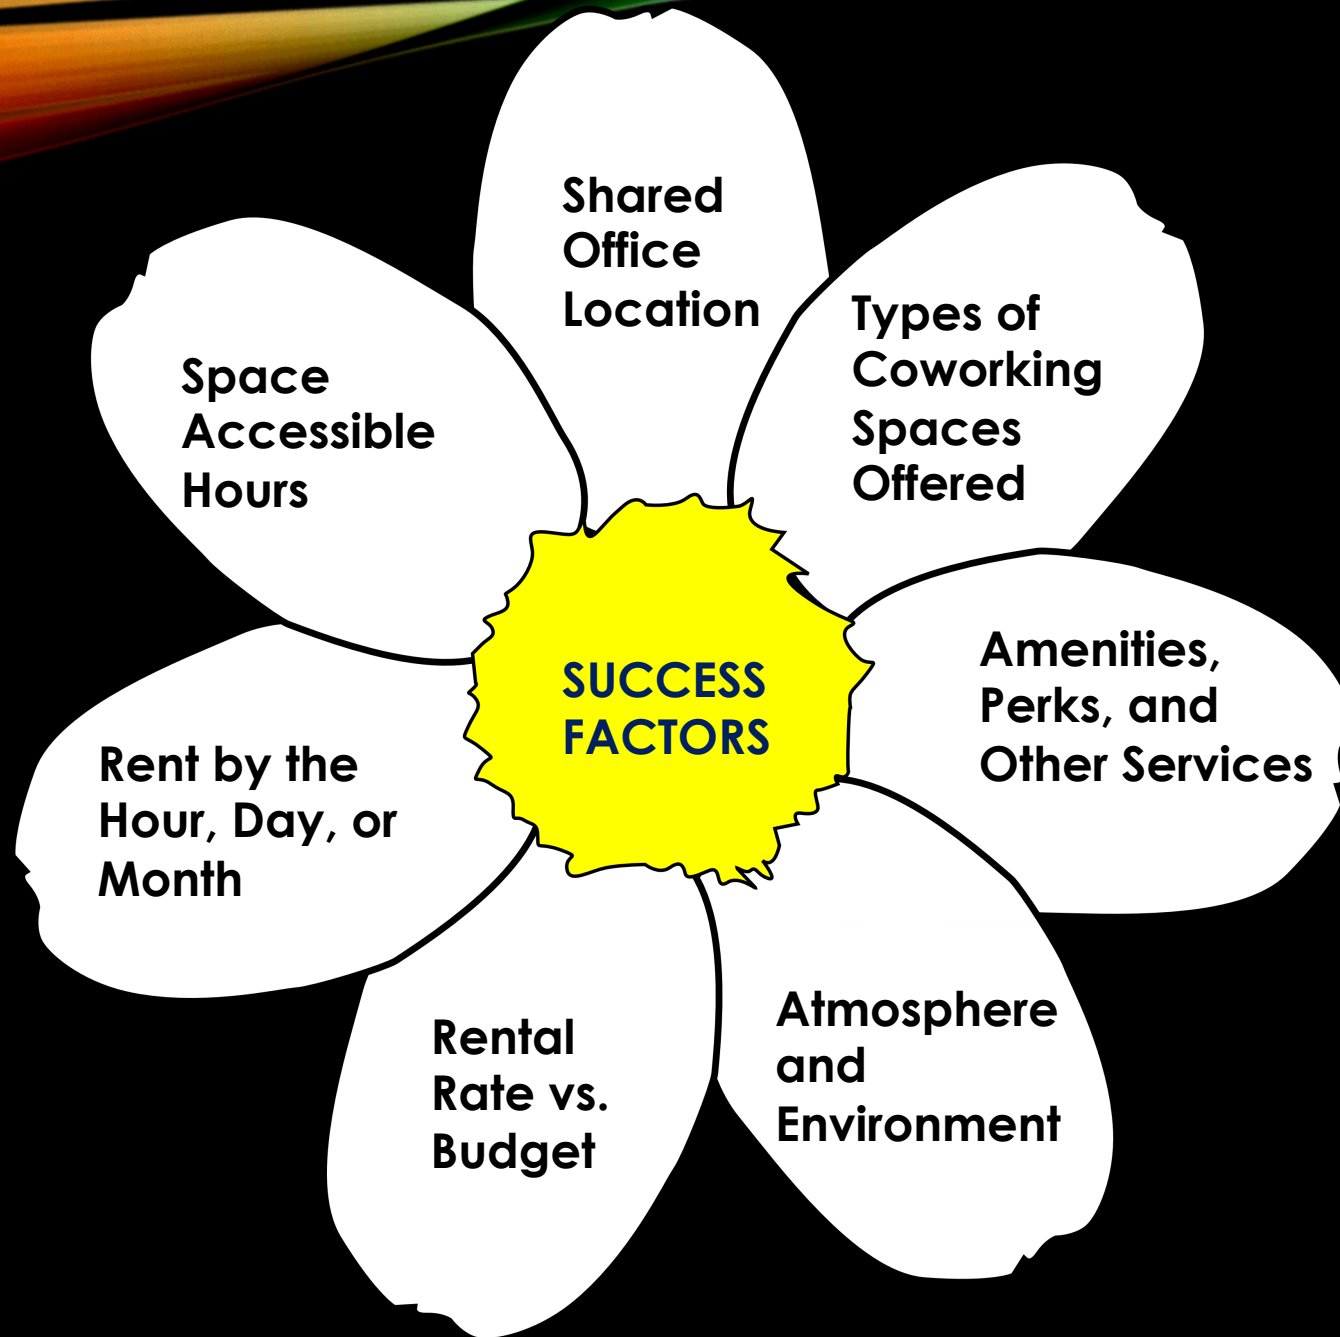 Shared
Office
Location
Types of
Coworking
Spaces
Offered
Amenities,
Perks, and
Other Services
Atmosphere
and
Environment
Rental
Rate vs.
Budget
Rent by the
Hour, Day, or
Month
Space
Accessible
Hours
SUCCESS
FACTORS